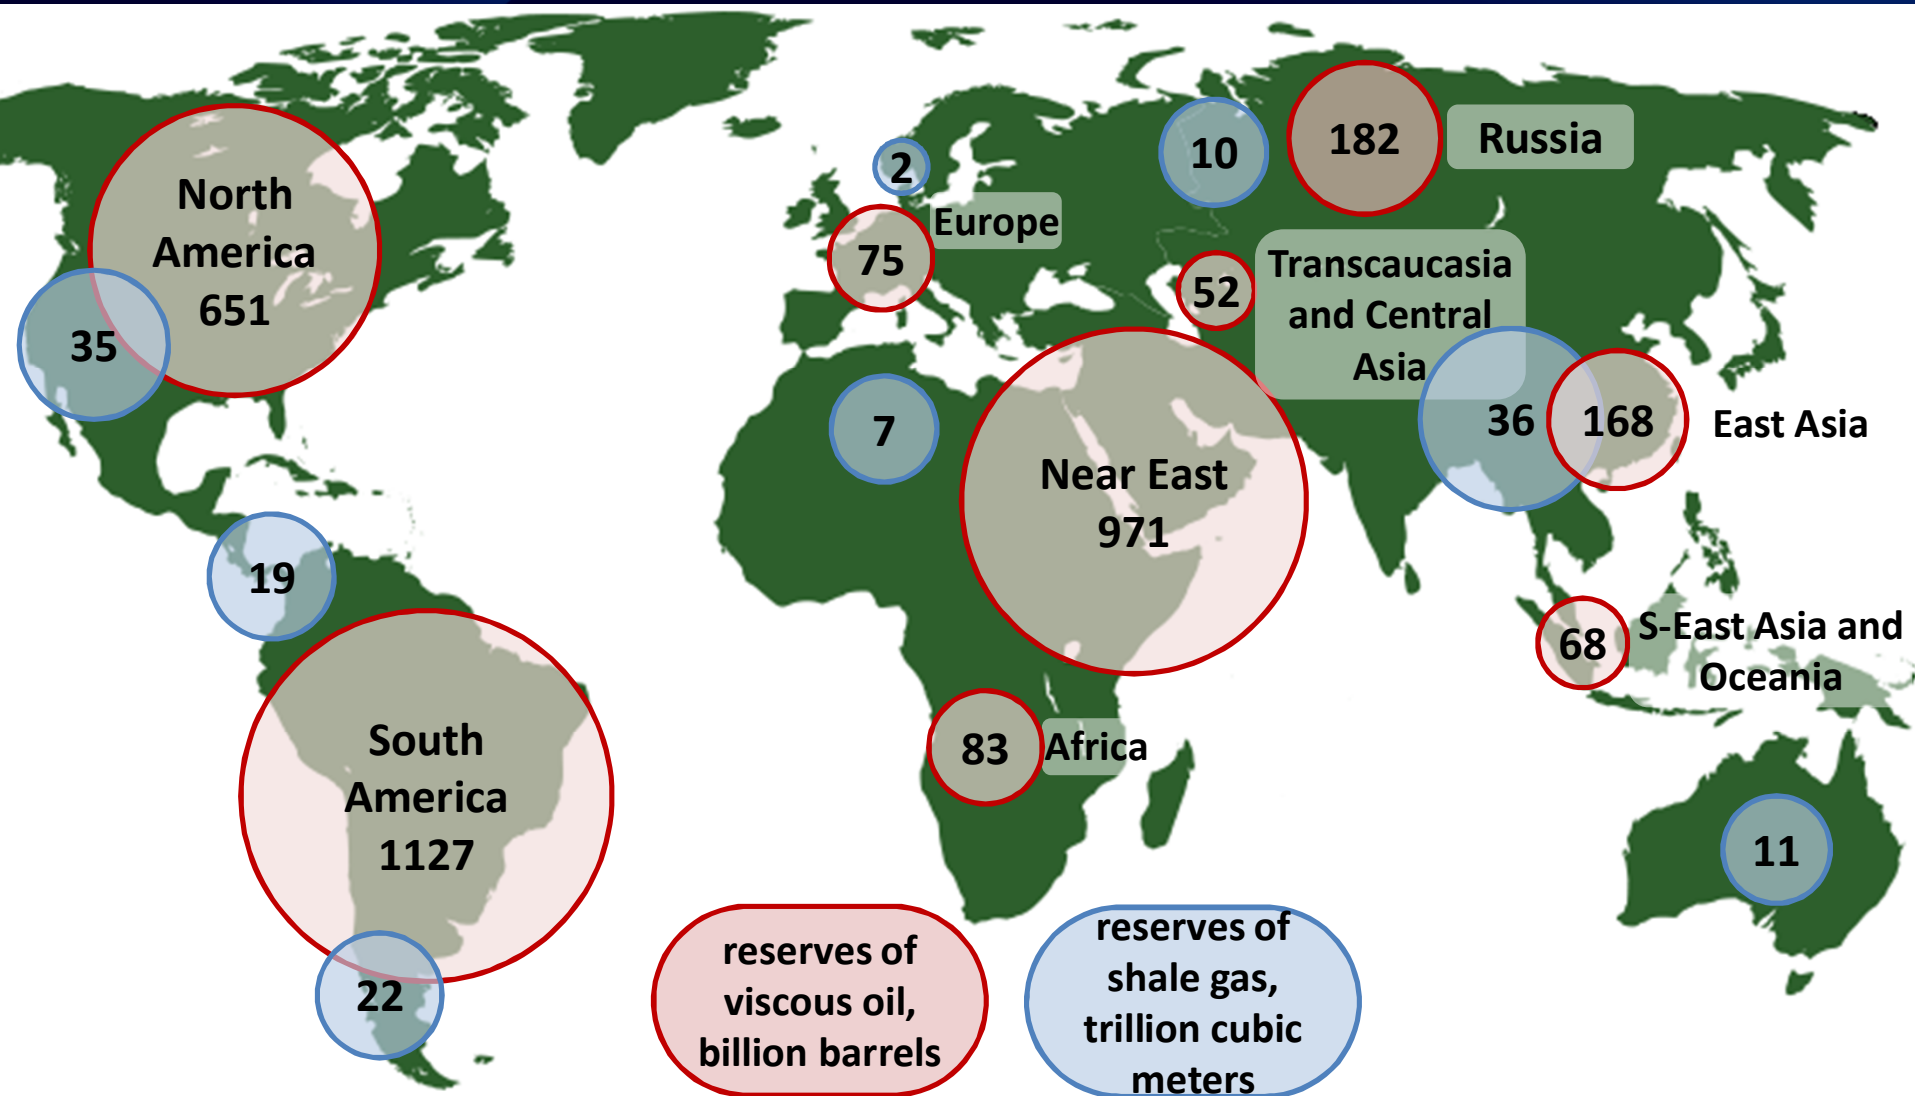 North
America
651
35
19
South
America
1127
22
2
Europe
75
10
182
Russia
52
Transcaucasia
and Central
Asia
7
Near East
971
36
168
East Asia
83
Africa
68
S-East Asia and
Oceania
11
reserves of
viscous oil,
billion barrels
reserves of
shale gas,
trillion cubic
meters